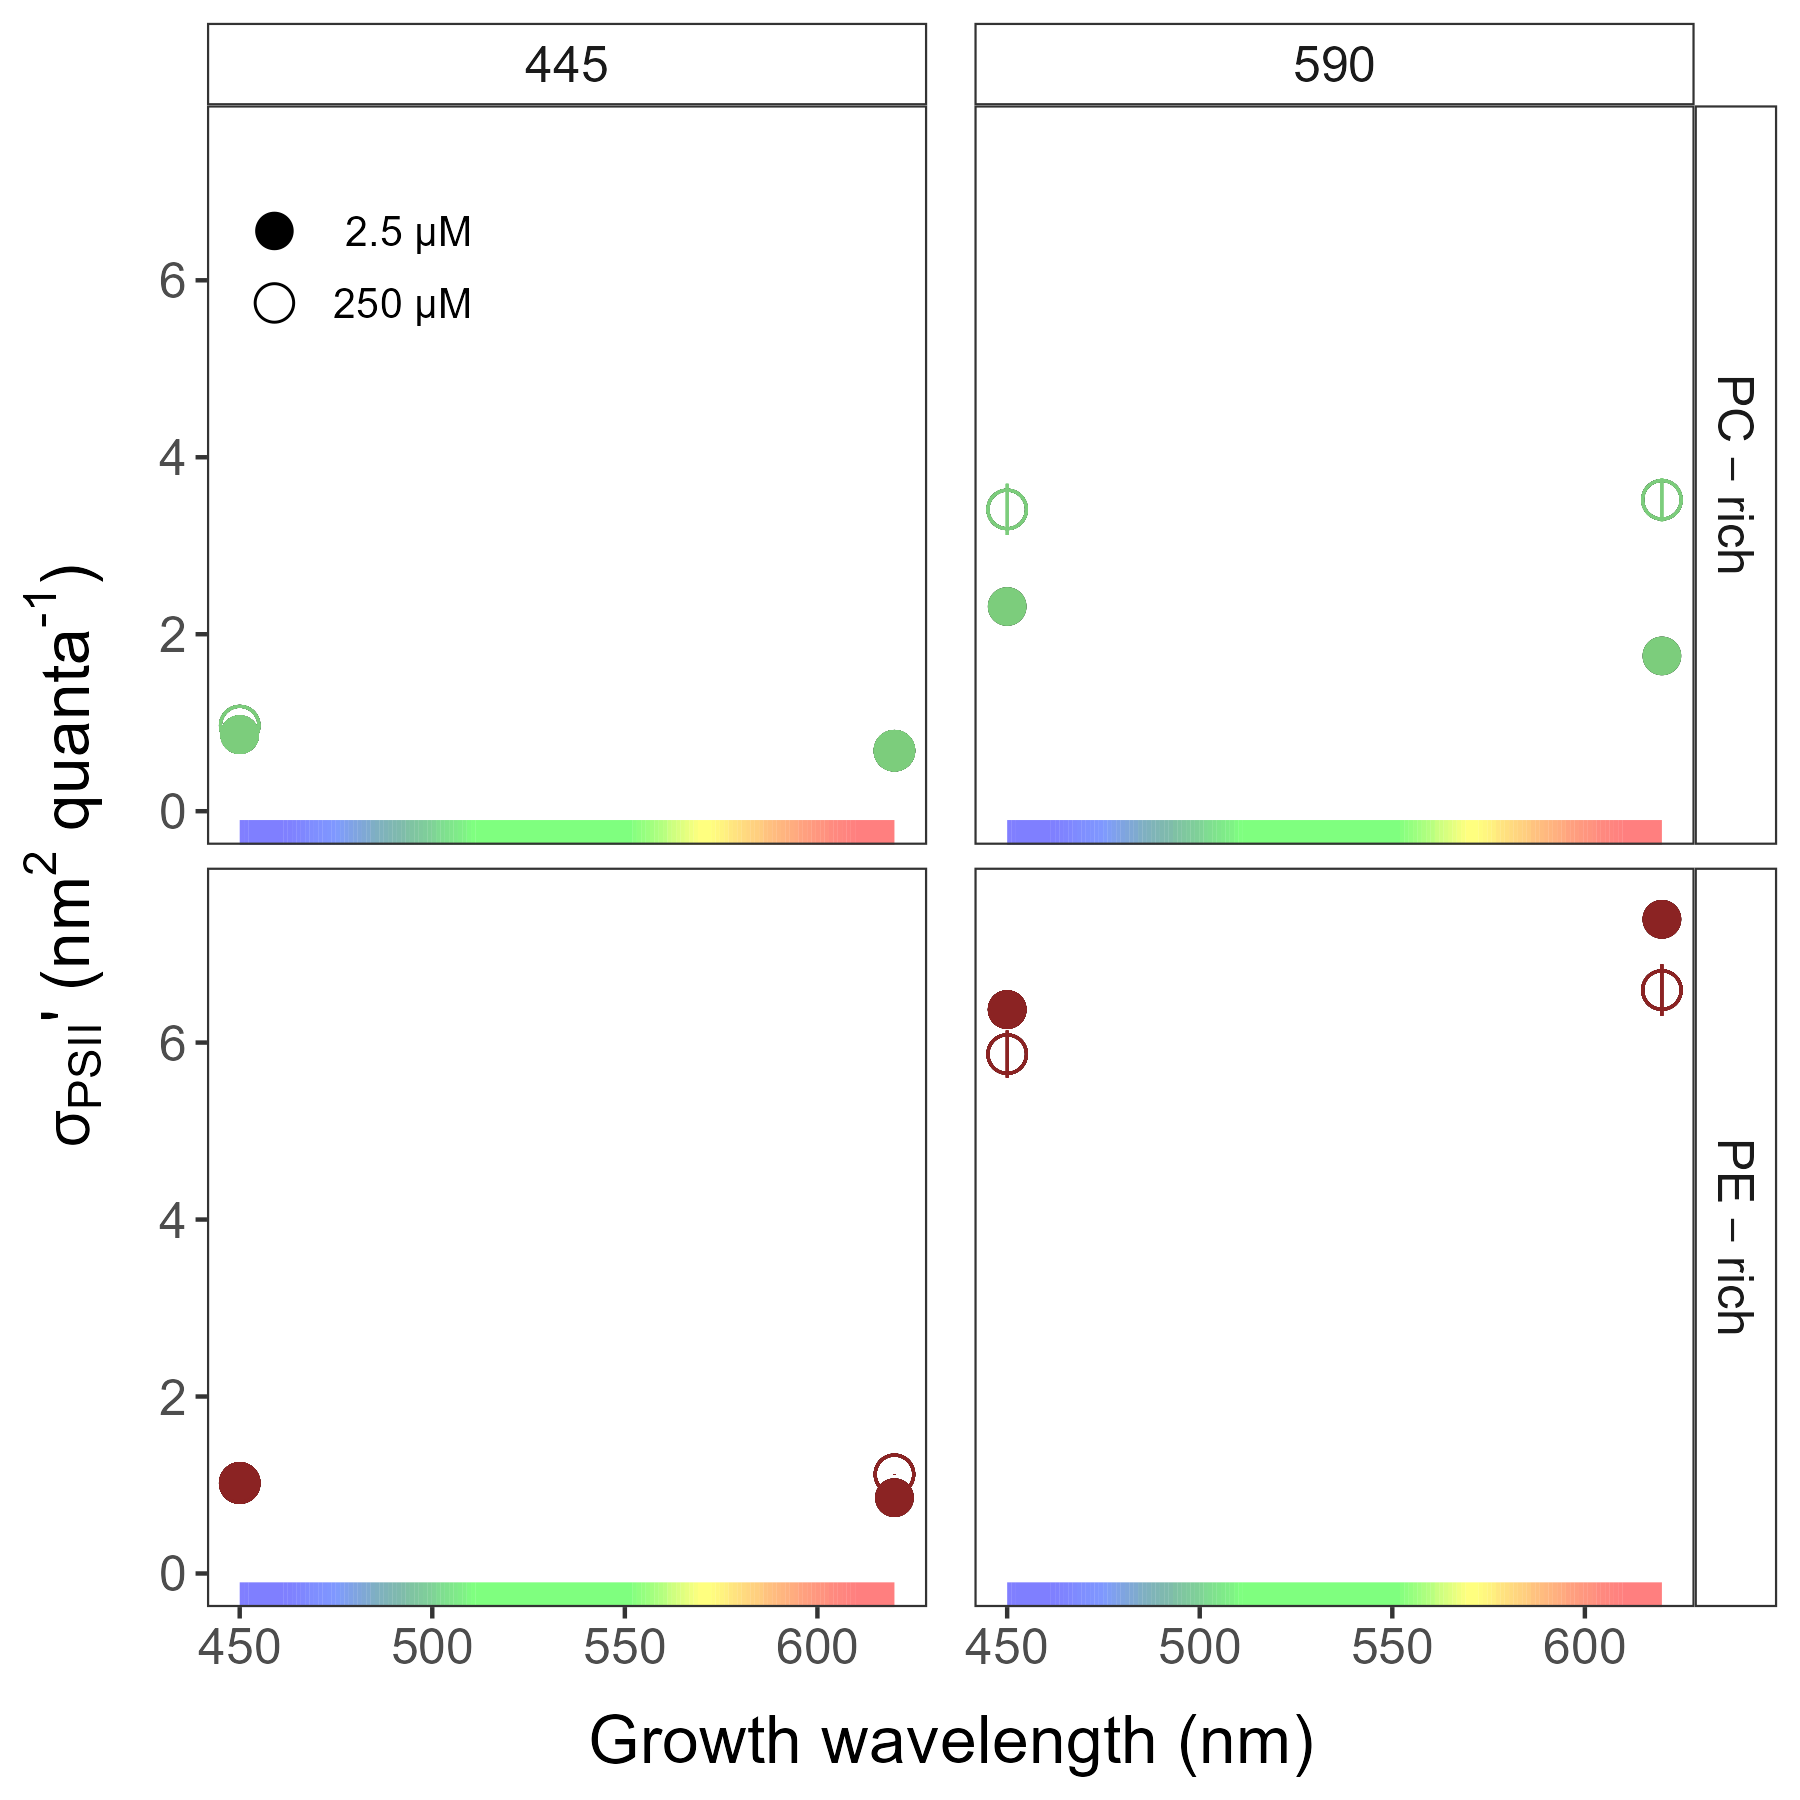 445
590
2.5 µM
250 µM
6
4
2
0
PC – rich
σPSII' (nm² quanta⁻¹)
6
4
2
0
PE – rich
450 500 550 600
450 500 550 600
Growth wavelength (nm)